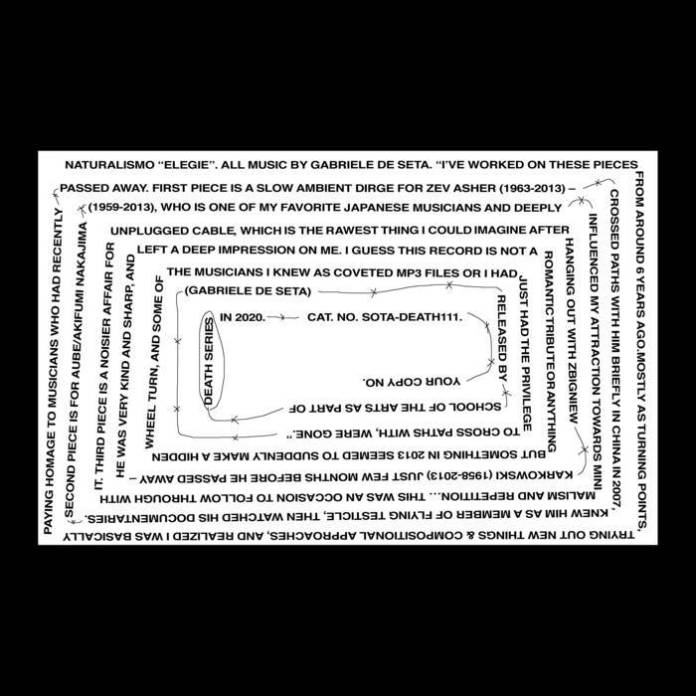 NATURALISMO “ELEGIE”. ALL MUSIC BY GABRIELE DE SETA. “I’VE WORKED ON THESE PIECES
FROM AROUND 6 YEARS AGO.MOSTLY AS TURNING POINTS,
TRYING OUT NEW THINGS & COMPOSITIONAL APPROACHES, AND REALIZED I WAS BASICALLY
PAYING HOMAGE TO MUSICIANS WHO HAD RECENTLY
PASSED AWAY. FIRST PIECE IS A SLOW AMBIENT DIRGE FOR ZEV ASHER (1963-2013) –
CROSSED PATHS WITH HIM BRIEFLY IN CHINA IN 2007,
KNEW HIM AS A MEMBER OF FLYING TESTICLE, THEN WATCHED HIS DOCUMENTARIES.
SECOND PIECE IS FOR AUBE/AKIFUMI NAKAJIMA
(1959-2013), WHO IS ONE OF MY FAVORITE JAPANESE MUSICIANS AND DEEPLY
INFLUENCED MY ATTRACTION TOWARDS MINI
MALISM AND REPETITION... THIS WAS AN OCCASION TO FOLLOW THROUGH WITH
IT. THIRD PIECE IS A NOISIER AFFAIR FOR
UNPLUGGED CABLE, WHICH IS THE RAWEST THING I COULD IMAGINE AFTER
HANGING OUT WITH ZBIGNIEW
KARKOWSKI (1958-2013) JUST FEW MONTHS BEFORE HE PASSED AWAY –
HE WAS VERY KIND AND SHARP, AND
LEFT A DEEP IMPRESSION ON ME. I GUESS THIS RECORD IS NOT A
ROMANTIC TRIBUTE OR ANYTHING
BUT SOMETHING IN 2013 SEEMED TO SUDDENLY MAKE A HIDDEN
WHEEL TURN, AND SOME OF
THE MUSICIANS I KNEW AS COVETED MP3 FILES OR I HAD
JUST HAD THE PRIVILEGE
TO CROSS PATHS WITH, WERE GONE.”
(GABRIELE DE SETA)
RELEASED BY
SCHOOL OF THE ARTS AS PART OF
DEATH SERIES
IN 2020.
CAT. NO. SOTA-DEATH111.
YOUR COPY NO.